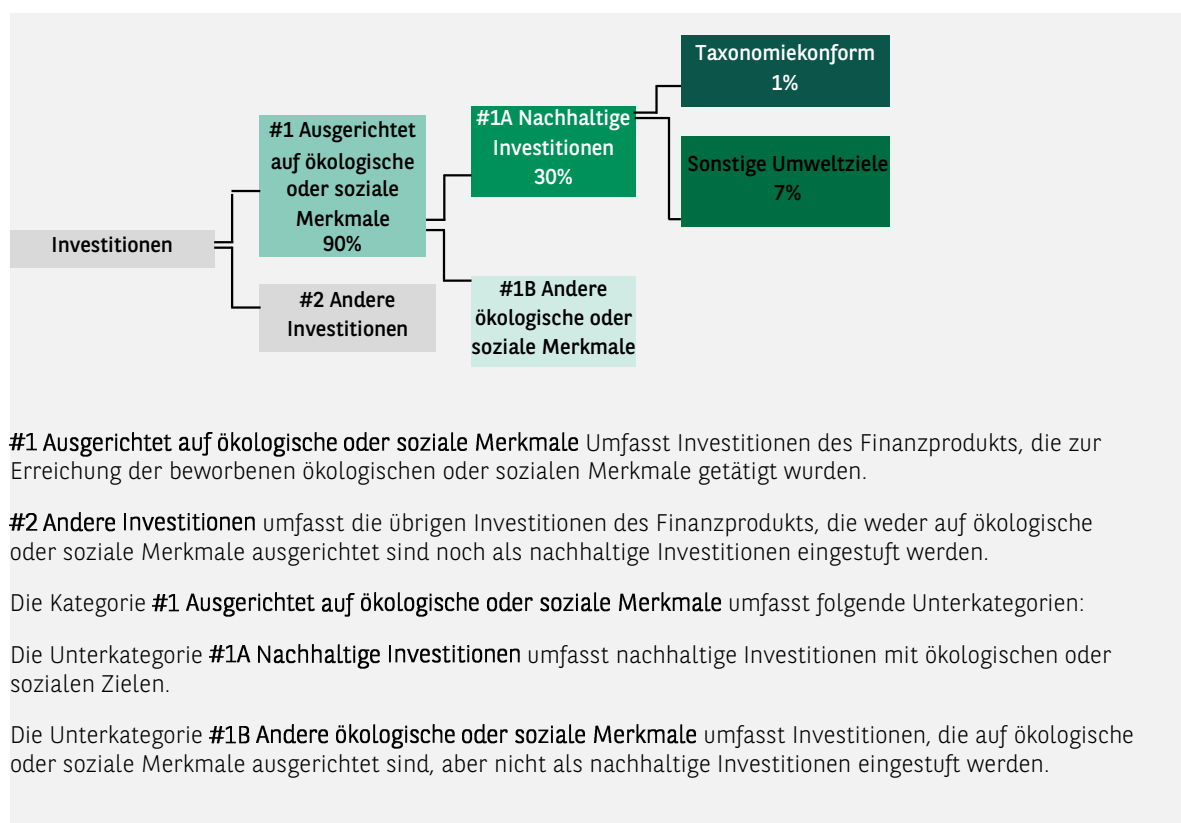 Taxonomiekonform
1%
#1A Nachhaltige
Investitionen
30%
#1 Ausgerichtet
auf ökologische
oder soziale
Merkmale
90%
Sonstige Umweltziele
7%
Investitionen
#2 Andere
Investitionen
#1B Andere
ökologische oder
soziale Merkmale
#1 Ausgerichtet auf ökologische oder soziale Merkmale Umfasst Investitionen des Finanzprodukts, die zur
Erreichung der beworbenen ökologischen oder sozialen Merkmale getätigt wurden.
#2 Andere Investitionen umfasst die übrigen Investitionen des Finanzprodukts, die weder auf ökologische
oder soziale Merkmale ausgerichtet sind noch als nachhaltige Investitionen eingestuft werden.
Die Kategorie #1 Ausgerichtet auf ökologische oder soziale Merkmale umfasst folgende Unterkategorien:
Die Unterkategorie #1A Nachhaltige Investitionen umfasst nachhaltige Investitionen mit ökologischen oder
sozialen Zielen.
Die Unterkategorie #1B Andere ökologische oder soziale Merkmale umfasst Investitionen, die auf ökologische
oder soziale Merkmale ausgerichtet sind, aber nicht als nachhaltige Investitionen eingestuft werden.